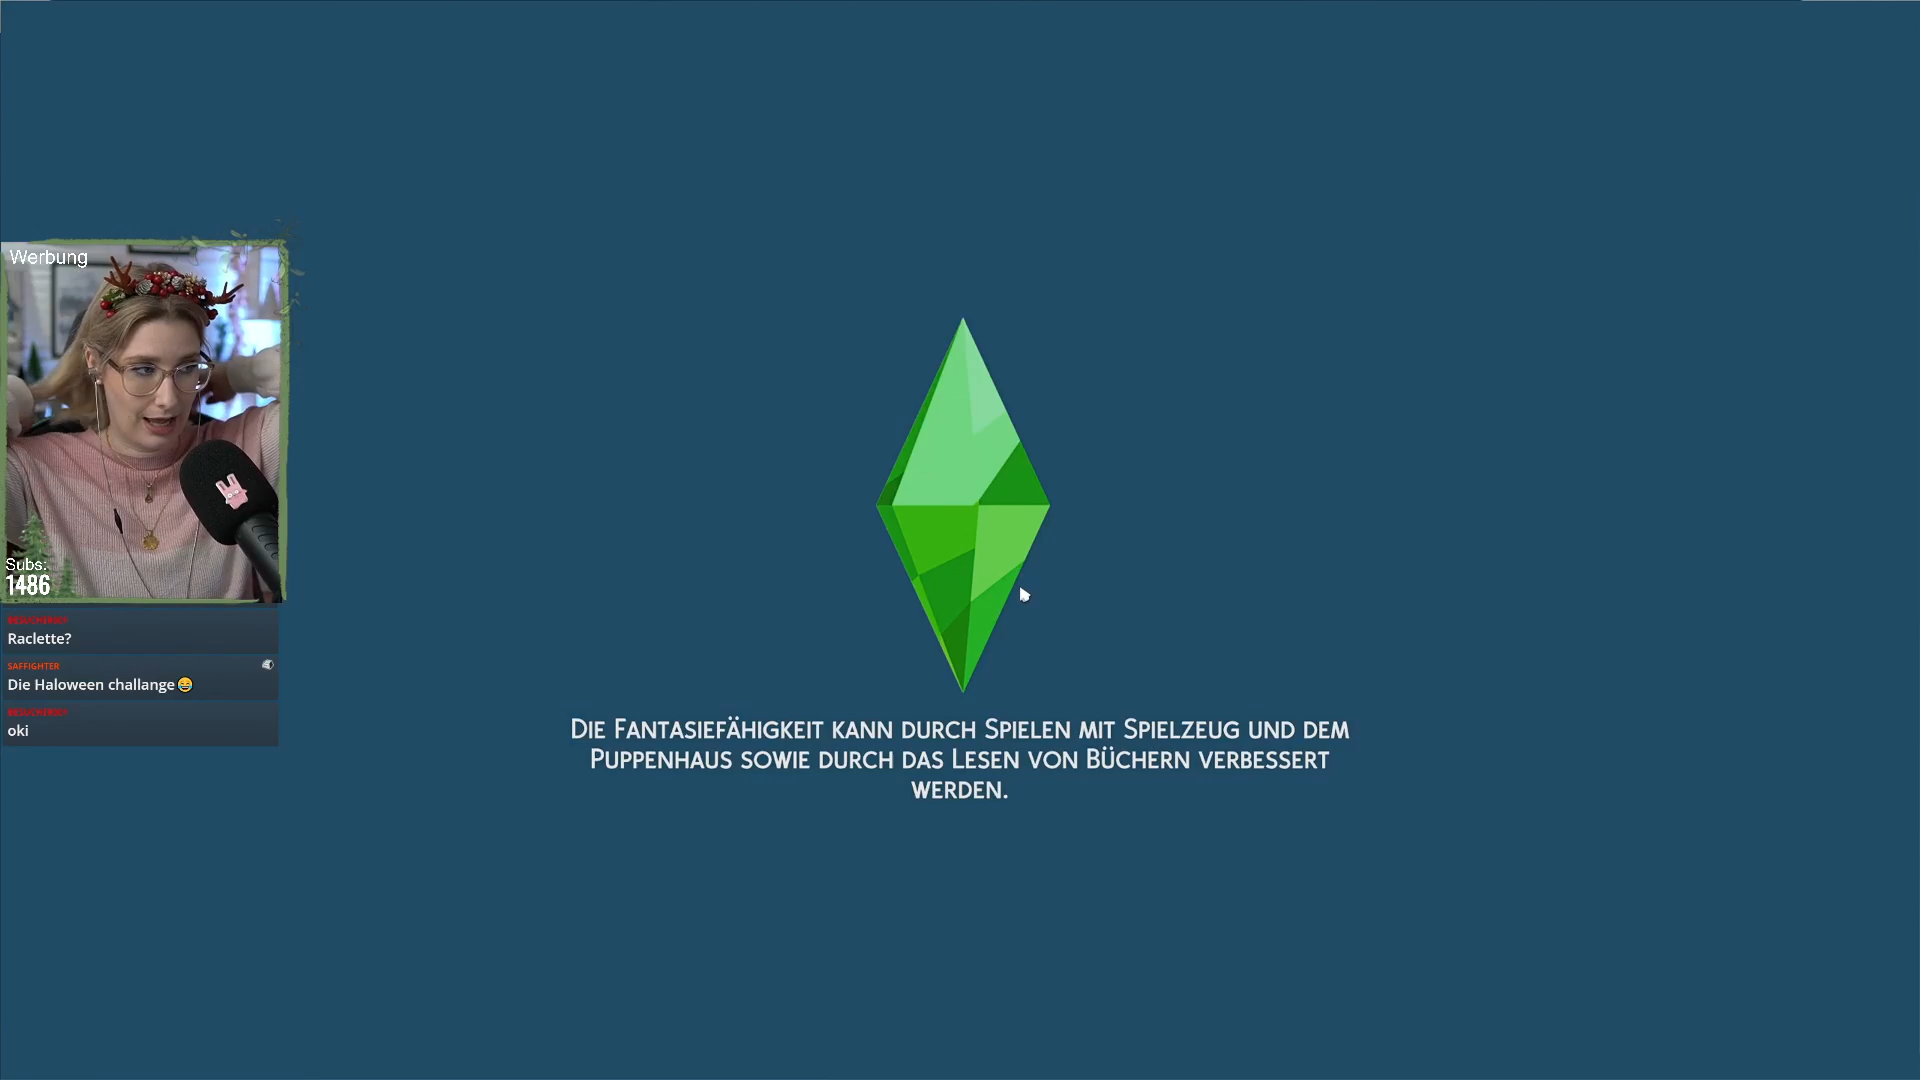 Werbung
Subs:
1486
Raclette?
SAFFIGHTER
Die Haloween challange
oki
Die Fantasiefähigkeit kann durch Spielen mit Spielzeug und dem
Puppenhaus sowie durch das Lesen von Büchern verbessert
werden.